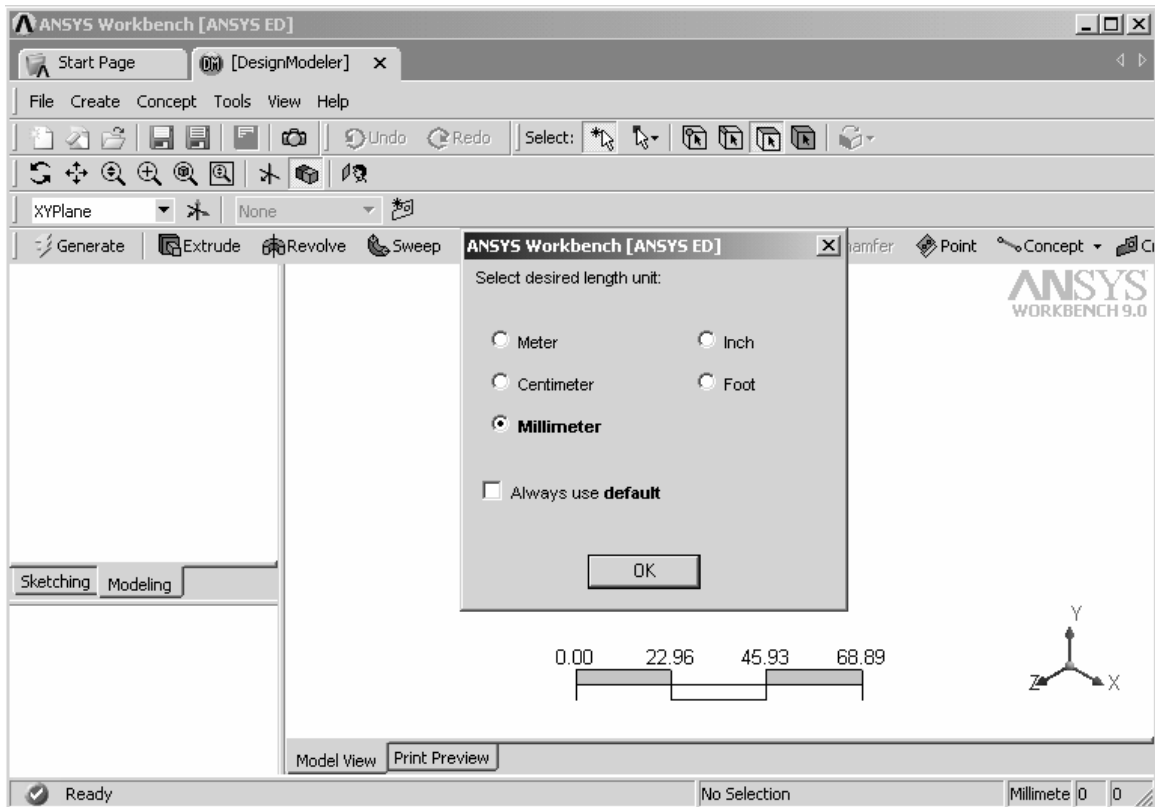 ANSYS Workbench [ANSYS ED]
Start Page [DesignModeler]
File Create Concept Tools View Help
Undo Redo Select:
XYPlane None
Generate Extrude Revolve Sweep Point Concept
ANSYS Workbench [ANSYS ED]
Select desired length unit:
Meter Inch
Centimeter Foot
Millimeter
Always use default
OK
ANSYS
WORKBENCH 9.0
Sketching Modeling
0.00 22.96 45.93 68.89
Y
Z X
Model View Print Preview
Ready No Selection Millimete 0 0